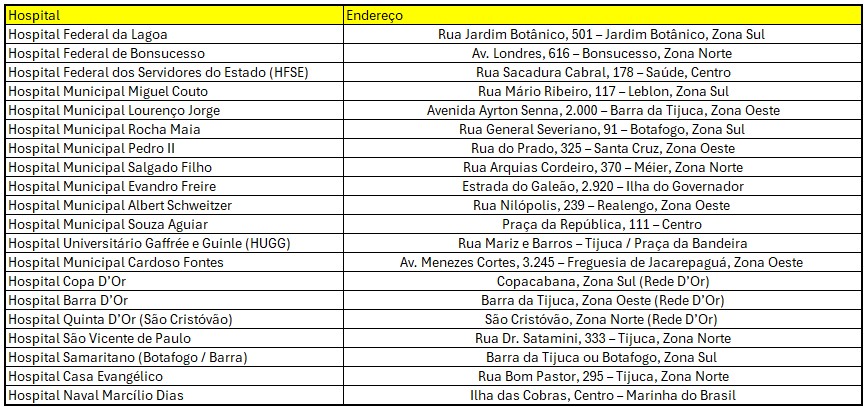 Hospital Endereço
Hospital Federal da Lagoa Rua Jardim Botânico, 501 – Jardim Botânico, Zona Sul
Hospital Federal de Bonsucesso Av. Londres, 616 – Bonsucesso, Zona Norte
Hospital Federal dos Servidores do Estado (HFSE) Rua Sacadura Cabral, 178 – Saúde, Centro
Hospital Municipal Miguel Couto Rua Mário Ribeiro, 117 – Leblon, Zona Sul
Hospital Municipal Lourenço Jorge Avenida Ayrton Senna, 2.000 – Barra da Tijuca, Zona Oeste
Hospital Municipal Rocha Maia Rua General Severiano, 91 – Botafogo, Zona Sul
Hospital Municipal Pedro II Rua do Prado, 325 – Santa Cruz, Zona Oeste
Hospital Municipal Salgado Filho Rua Arquias Cordeiro, 370 – Méier, Zona Norte
Hospital Municipal Evandro Freire Estrada do Galeão, 2.920 – Ilha do Governador
Hospital Municipal Albert Schweitzer Rua Nilópolis, 239 – Realengo, Zona Oeste
Hospital Municipal Souza Aguiar Praça da República, 111 – Centro
Hospital Universitário Gaffrée e Guinle (HUGG) Rua Mariz e Barros – Tijuca / Praça da Bandeira
Hospital Municipal Cardoso Fontes Av. Menezes Cortes, 3.245 – Freguesia de Jacarepaguá, Zona Oeste
Hospital Copa D’Or Copacabana, Zona Sul (Rede D’Or)
Hospital Barra D’Or Barra da Tijuca, Zona Oeste (Rede D’Or)
Hospital Quinta D’Or (São Cristóvão) São Cristóvão, Zona Norte (Rede D’Or)
Hospital São Vicente de Paulo Rua Dr. Satamini, 333 – Tijuca, Zona Norte
Hospital Samaritano (Botafogo / Barra) Barra da Tijuca ou Botafogo, Zona Sul
Hospital Casa Evangélico Rua Bom Pastor, 295 – Tijuca, Zona Norte
Hospital Naval Marcílio Dias Ilha das Cobras, Centro – Marinha do Brasil